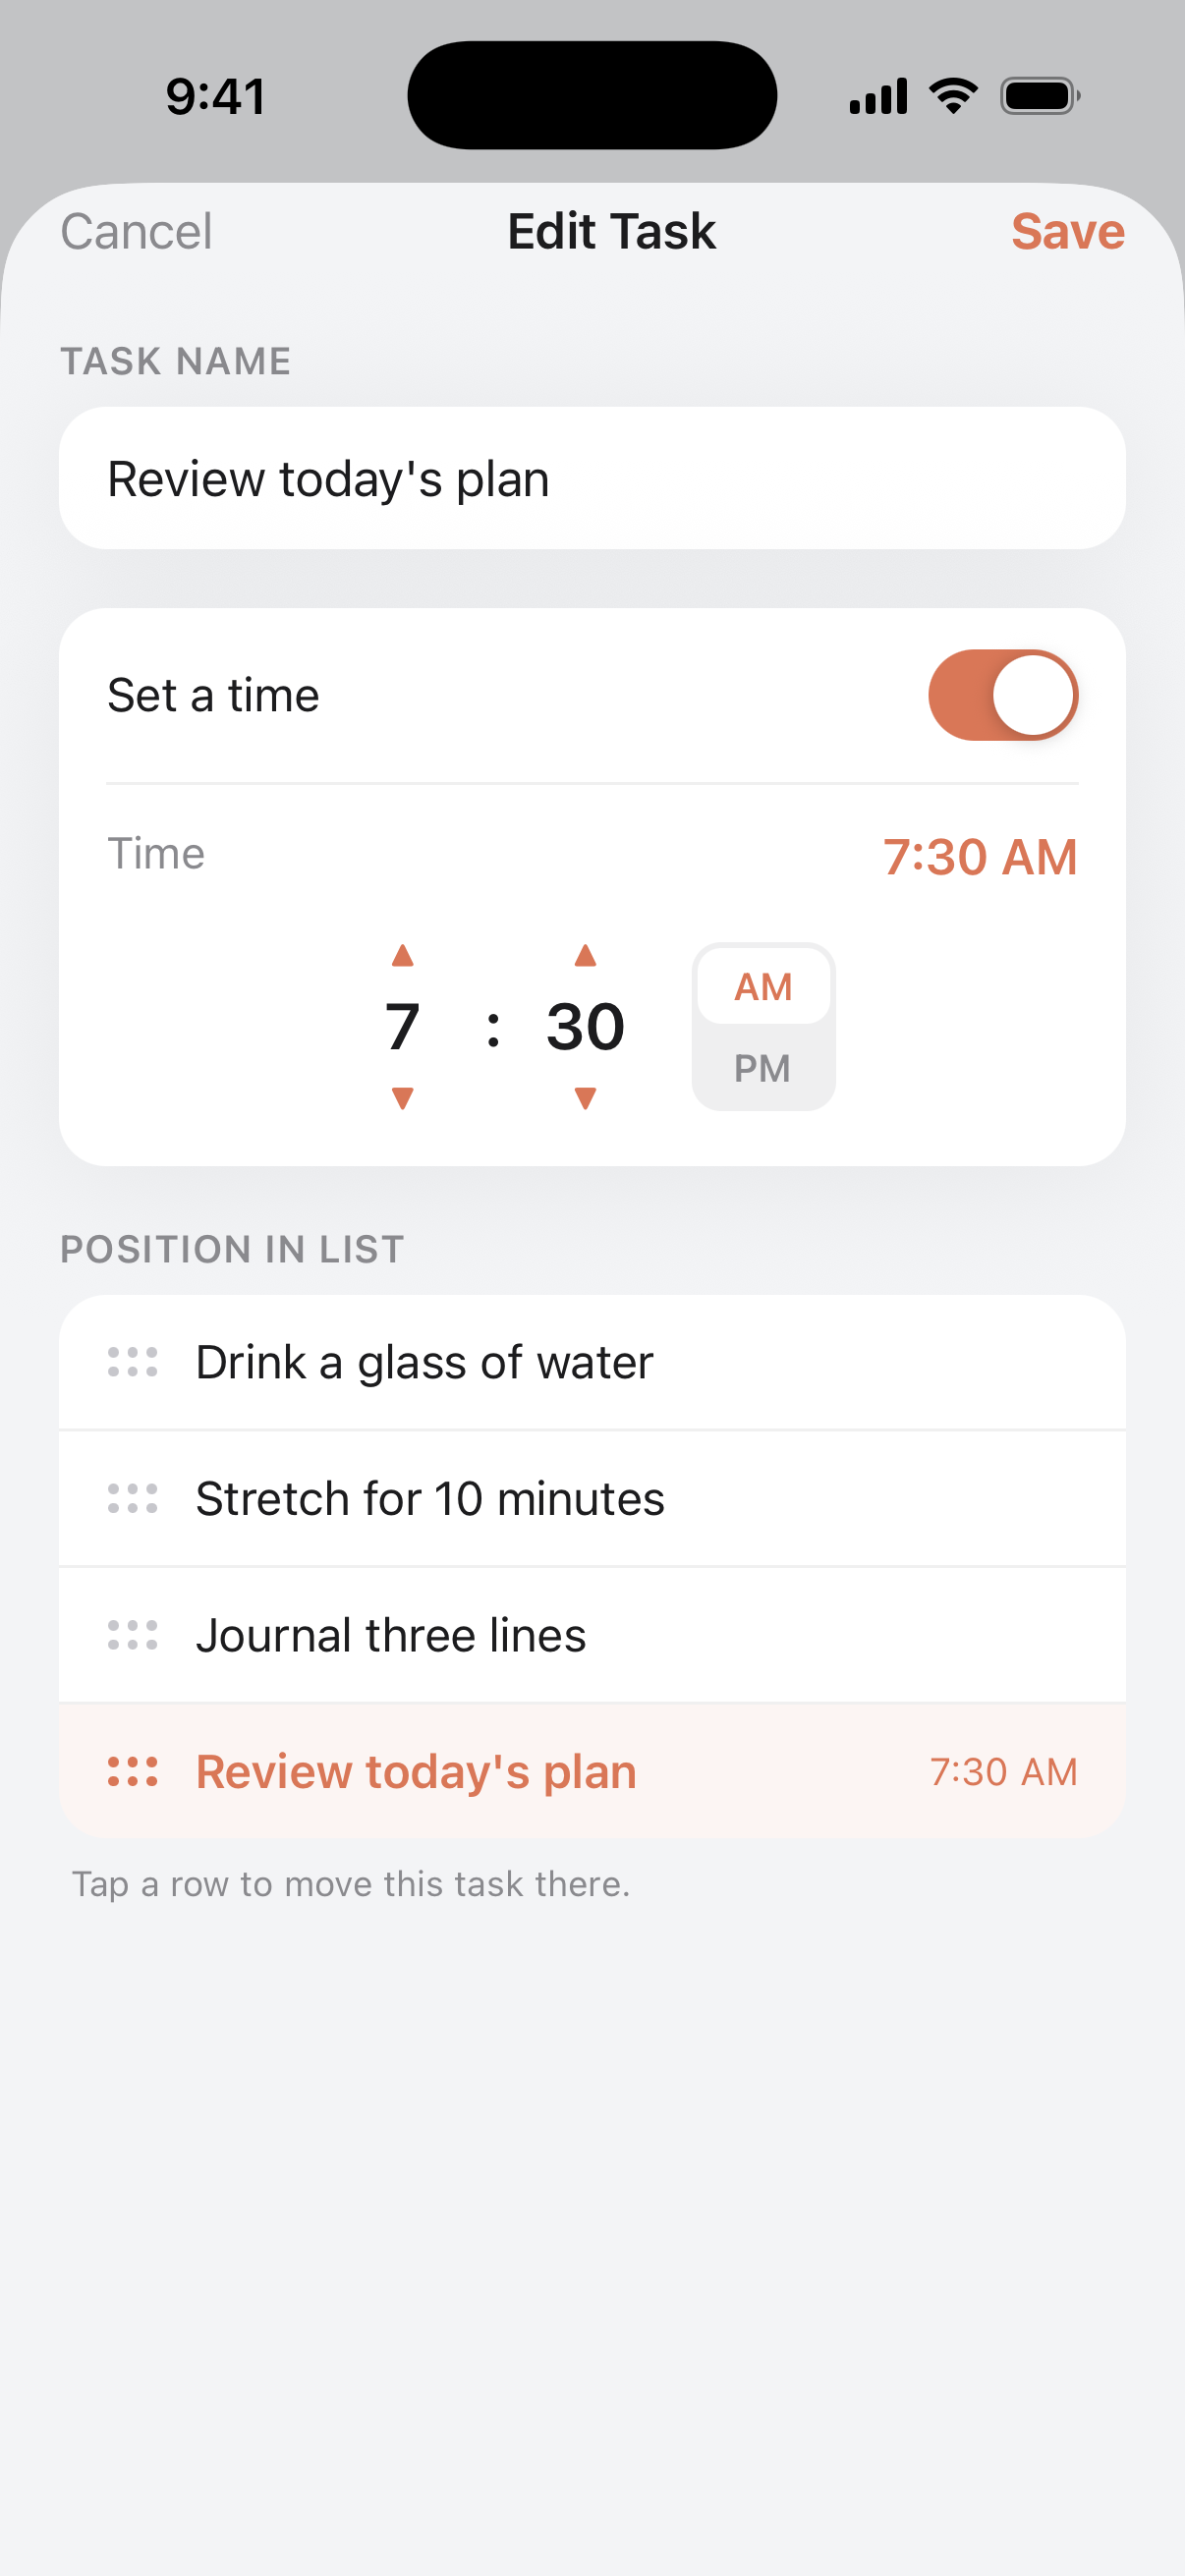 9:41
Cancel Edit Task Save
TASK NAME
Review today's plan
Set a time
Time 7:30 AM
7 : 30
AM
PM
POSITION IN LIST
Drink a glass of water
Stretch for 10 minutes
Journal three lines
Review today's plan 7:30 AM
Tap a row to move this task there.